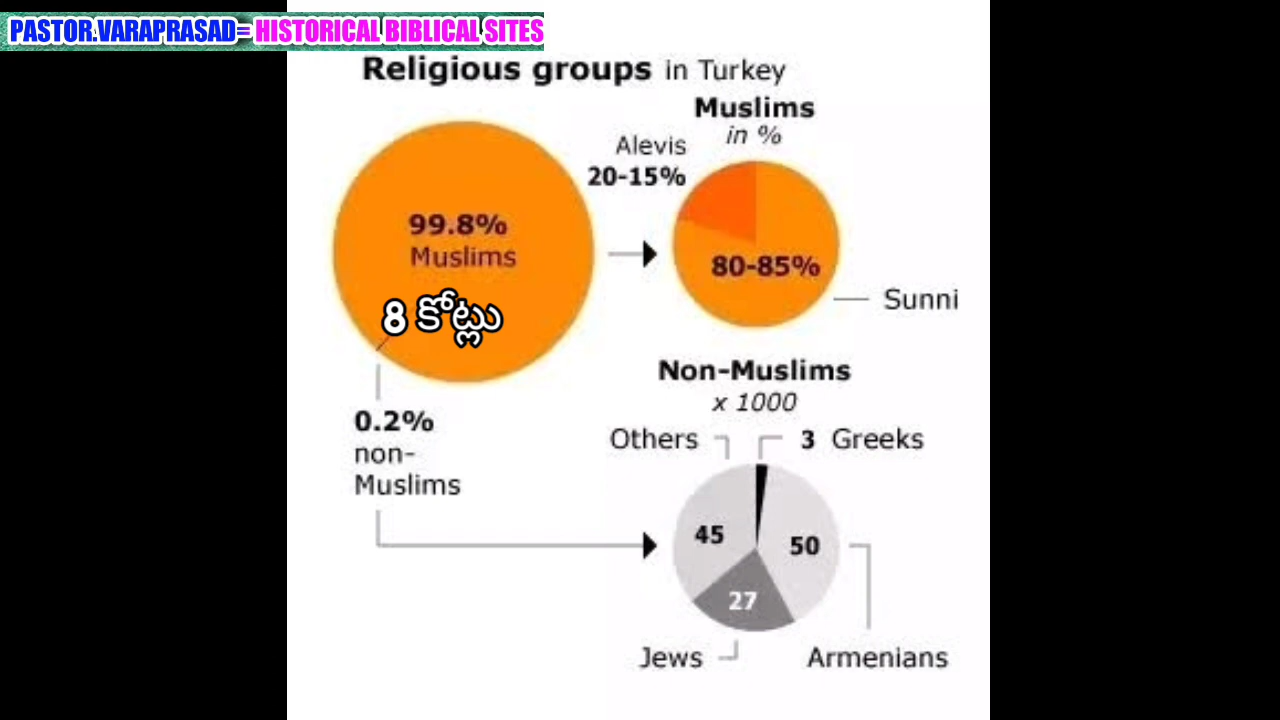 PASTOR.VARAPRASAD= HISTORICAL BIBLICAL SITES
Religious groups in Turkey
Muslims
in %
Alevis
20-15%
99.8%
Muslims
80-85%
Sunni
8 కోట్లు
Non-Muslims
x 1000
0.2%
non-
Muslims
Others
3 Greeks
45
50
27
Jews
Armenians